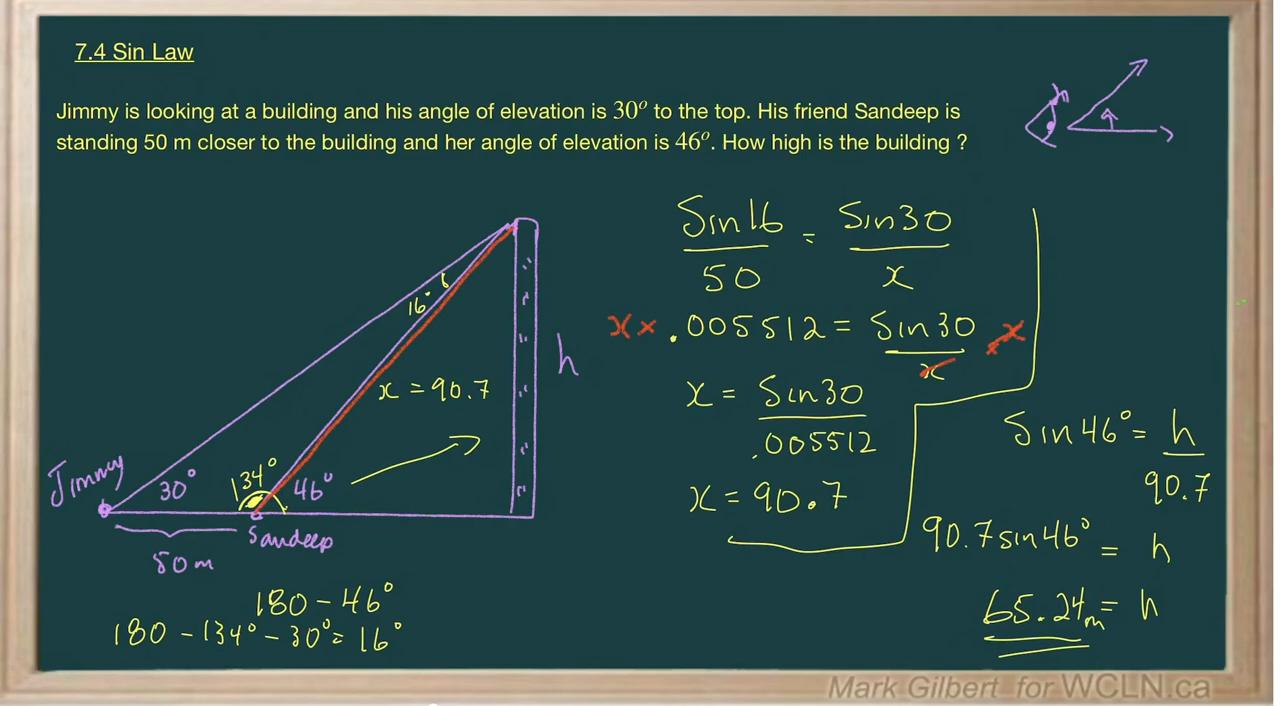 7.4 Sin Law
Jimmy is looking at a building and his angle of elevation is 30° to the top. His friend Sandeep is
standing 50 m closer to the building and her angle of elevation is 46°. How high is the building ?
Sin16/50 = Sin30/x
x × .005512 = Sin30/x x
x = Sin30/.005512
x = 90.7
Sin46° = h/90.7
90.7 sin46° = h
65.24m = h
16°
x = 90.7
h
Jimmy
30°
134°
46°
Sandeep
50m
180 - 46°
180 - 134° - 30° = 16°
Mark Gilbert for WCLN.ca